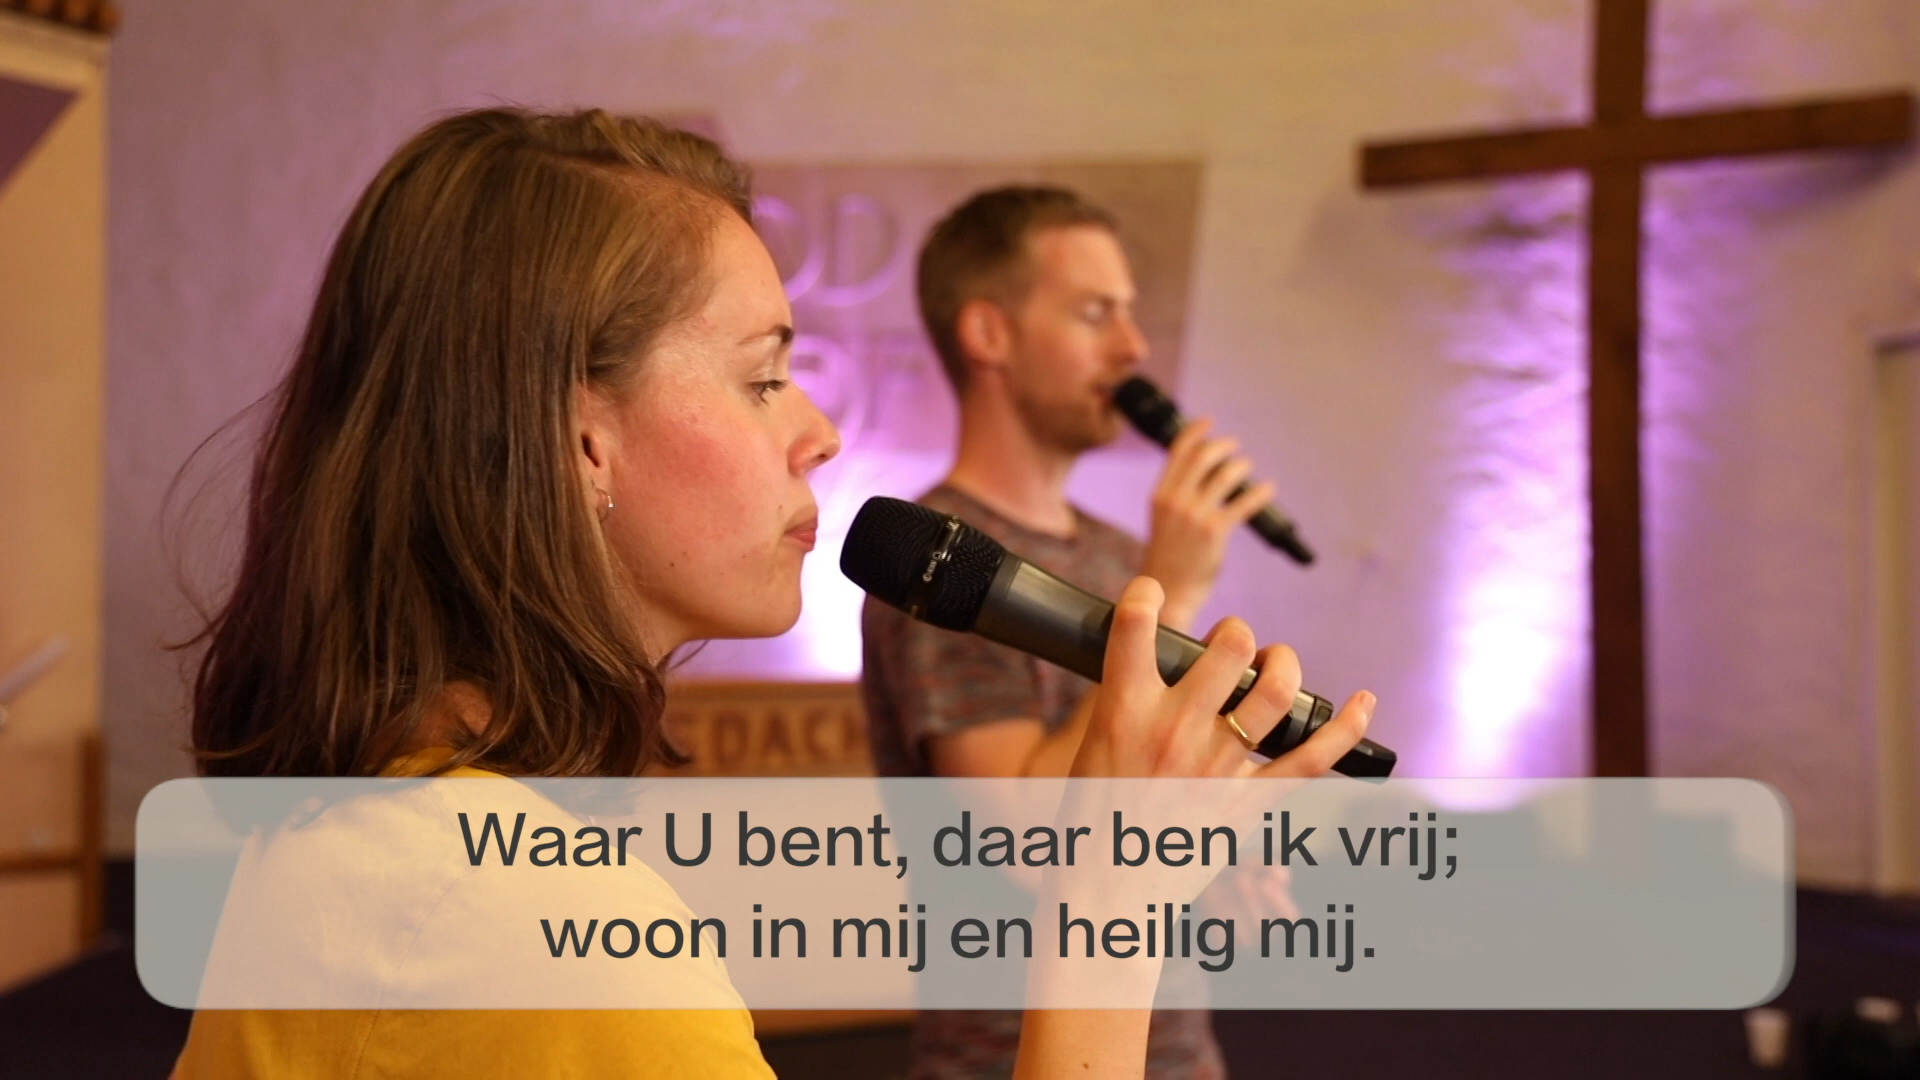 Waar U bent, daar ben ik vrij;
woon in mij en heilig mij.